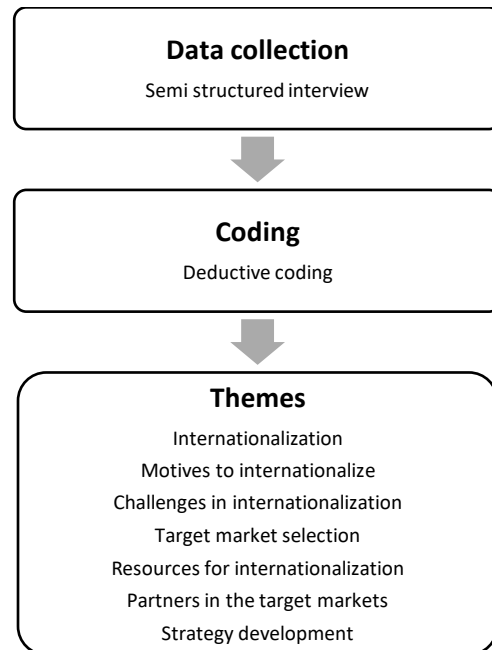 Data collection
Semi structured interview
Coding
Deductive coding
Themes
Internationalization
Motives to internationalize
Challenges in internationalization
Target market selection
Resources for internationalization
Partners in the target markets
Strategy development